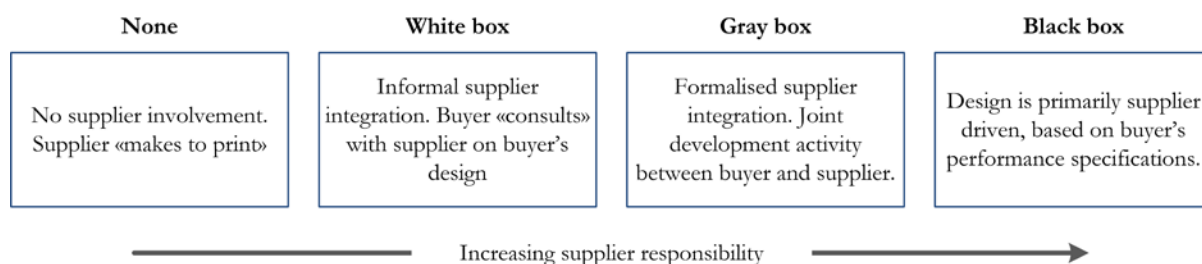 None
No supplier involvement.
Supplier «makes to print»
White box
Informal supplier
integration. Buyer «consults»
with supplier on buyer’s
design
Gray box
Formalised supplier
integration. Joint
development activity
between buyer and supplier.
Black box
Design is primarily supplier
driven, based on buyer’s
performance specifications.
Increasing supplier responsibility